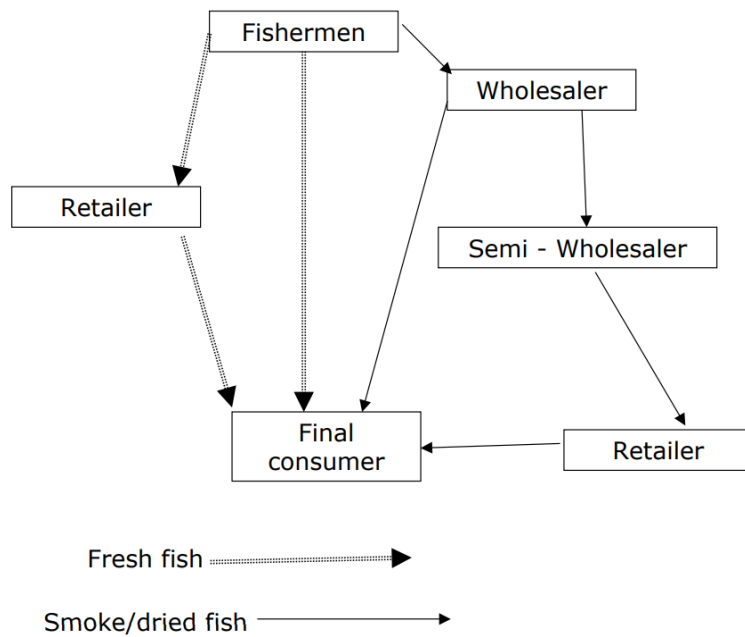 Fishermen
Wholesaler
Retailer
Semi - Wholesaler
Final
consumer
Retailer
Fresh fish
Smoke/dried fish